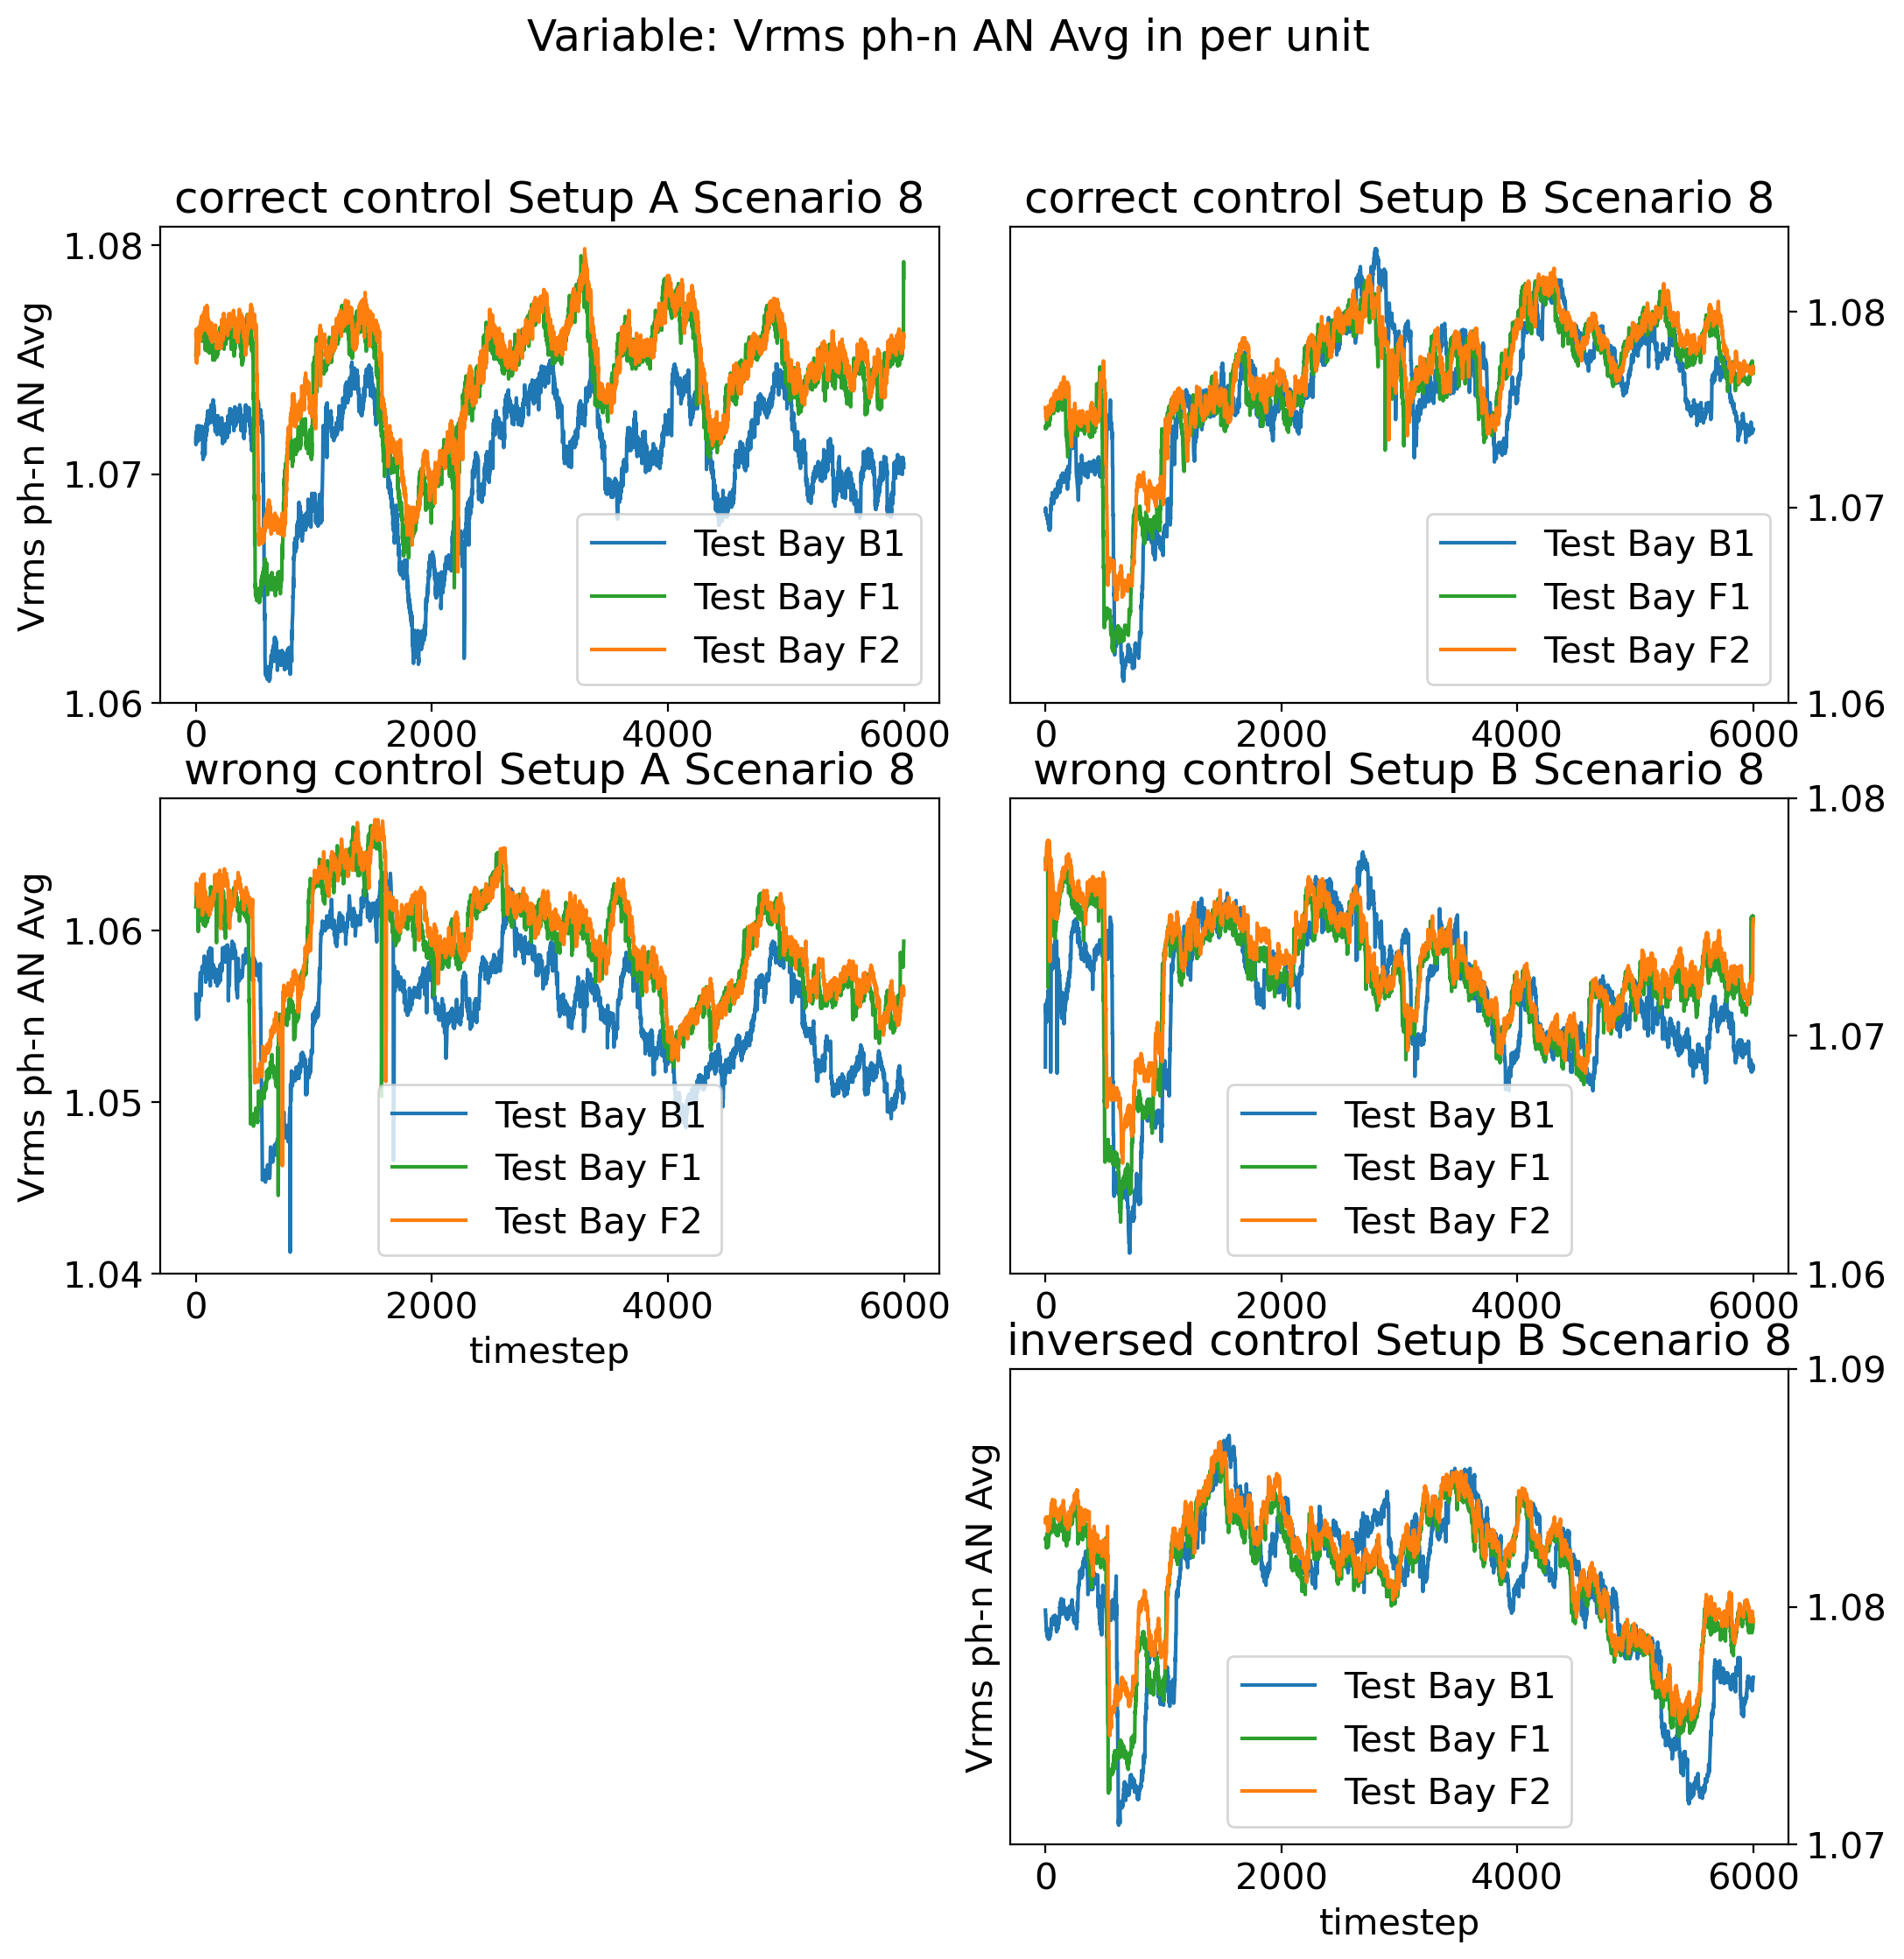 Variable: Vrms ph-n AN Avg in per unit
correct control Setup A Scenario 8
Vrms ph-n AN Avg
1.08
1.07
1.06
0
2000
4000
6000
Test Bay B1
Test Bay F1
Test Bay F2
correct control Setup B Scenario 8
1.08
1.07
1.06
0
2000
4000
6000
Test Bay B1
Test Bay F1
Test Bay F2
wrong control Setup A Scenario 8
Vrms ph-n AN Avg
1.06
1.05
1.04
0
2000
4000
6000
timestep
Test Bay B1
Test Bay F1
Test Bay F2
wrong control Setup B Scenario 8
1.08
1.07
1.06
0
2000
4000
6000
Test Bay B1
Test Bay F1
Test Bay F2
inversed control Setup B Scenario 8
Vrms ph-n AN Avg
1.09
1.08
1.07
0
2000
4000
6000
timestep
Test Bay B1
Test Bay F1
Test Bay F2